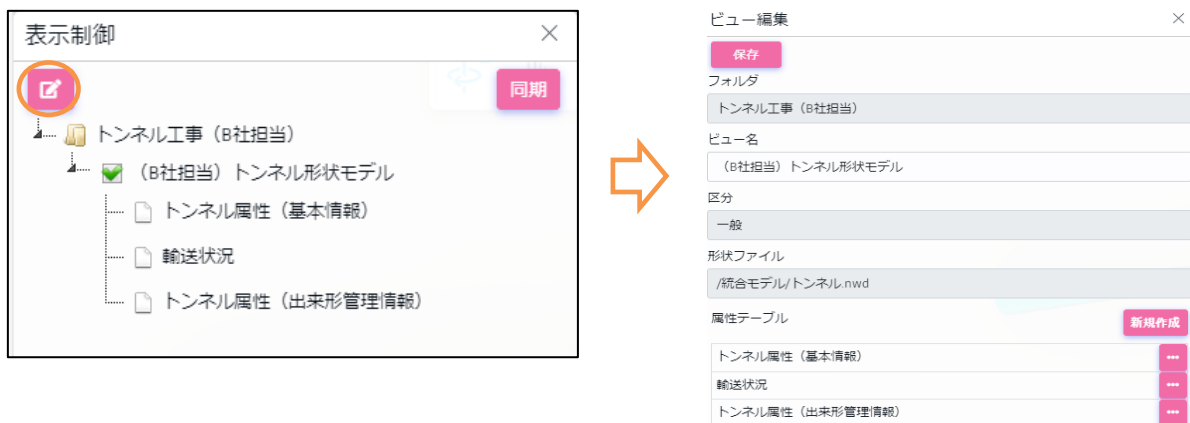 表示制御
同期
トンネル工事（B社担当）
（B社担当）トンネル形状モデル
トンネル属性（基本情報）
輸送状況
トンネル属性（出来形管理情報）
ビュー編集
保存
フォルダ
トンネル工事（B社担当）
ビュー名
（B社担当）トンネル形状モデル
区分
一般
形状ファイル
/統合モデル/トンネル.nwd
属性テーブル
新規作成
トンネル属性（基本情報）
輸送状況
トンネル属性（出来形管理情報）